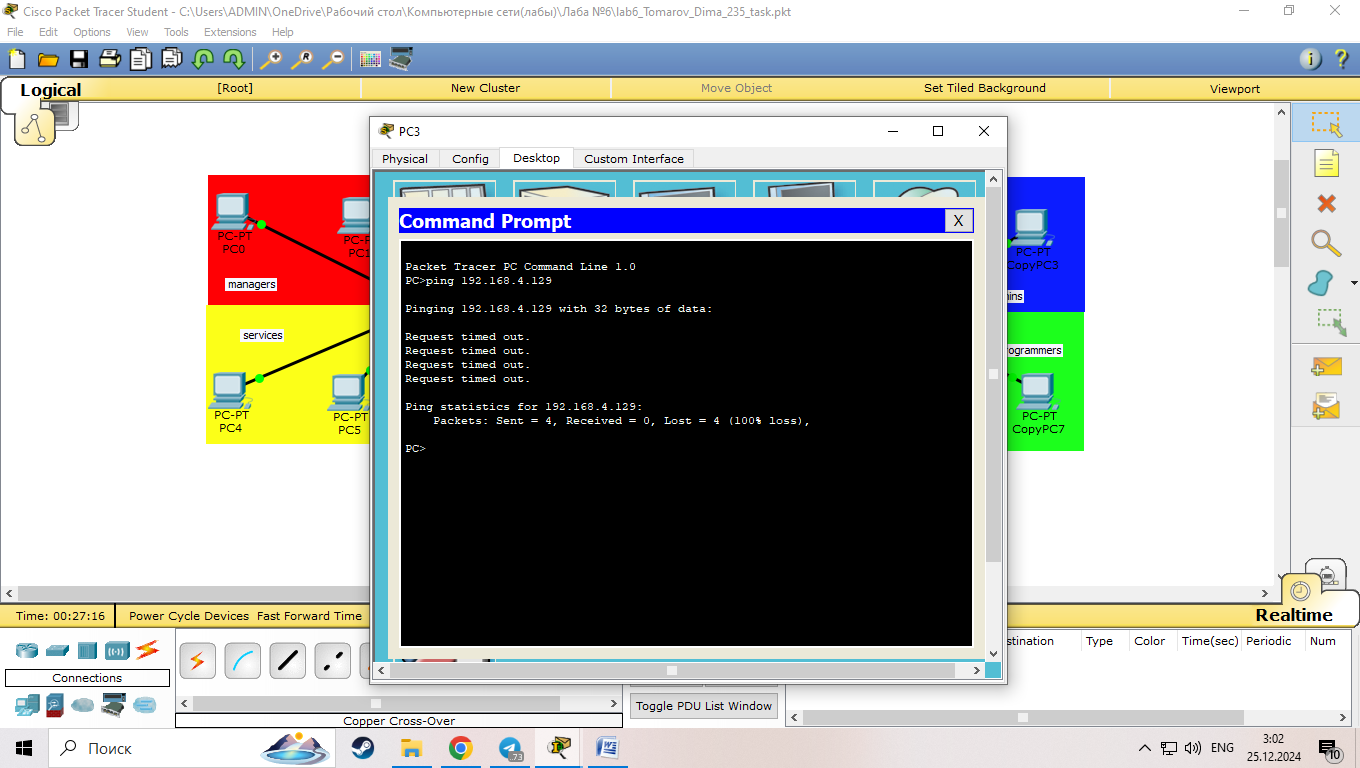 Cisco Packet Tracer Student - C:\Users\ADMIN\OneDrive\Рабочий стол\Компьютерные сети(лабы)\Лаба №6\lab6_Tomarov_Dima_235_task.pkt
File Edit Options View Tools Extensions Help
Logical [Root] New Cluster Move Object Set Tiled Background Viewport
PC3
Physical Config Desktop Custom Interface
Command Prompt X
Packet Tracer PC Command Line 1.0
PC>ping 192.168.4.129
Pinging 192.168.4.129 with 32 bytes of data:
Request timed out.
Request timed out.
Request timed out.
Request timed out.
Ping statistics for 192.168.4.129:
Packets: Sent = 4, Received = 0, Lost = 4 (100% loss),
PC>
PC-PT
PC0
PC-P
PC1
managers
services
PC-PT
PC4
PC-PT
PC5
PC-PT
CopyPC3
ins
ogrammers
PC-PT
CopyPC7
Time: 00:27:16 Power Cycle Devices Fast Forward Time
Realtime
Connections
Copper Cross-Over
Toggle PDU List Window
stination Type Color Time(sec) Periodic Num
Поиск
73
ENG
3:02
25.12.2024
10